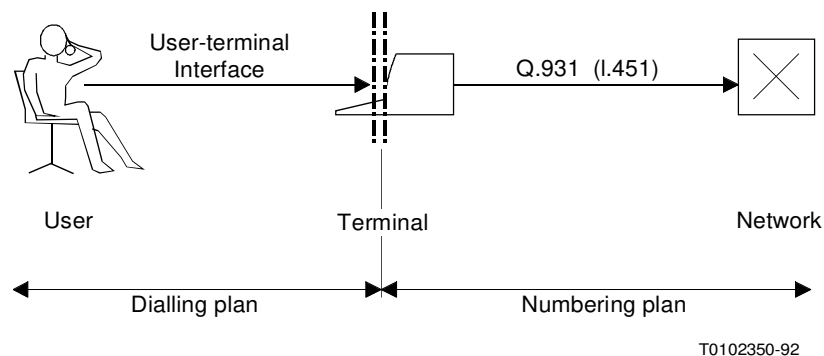 User-terminal
Interface
Q.931 (I.451)
User
Terminal
Network
Dialling plan
Numbering plan
T0102350-92